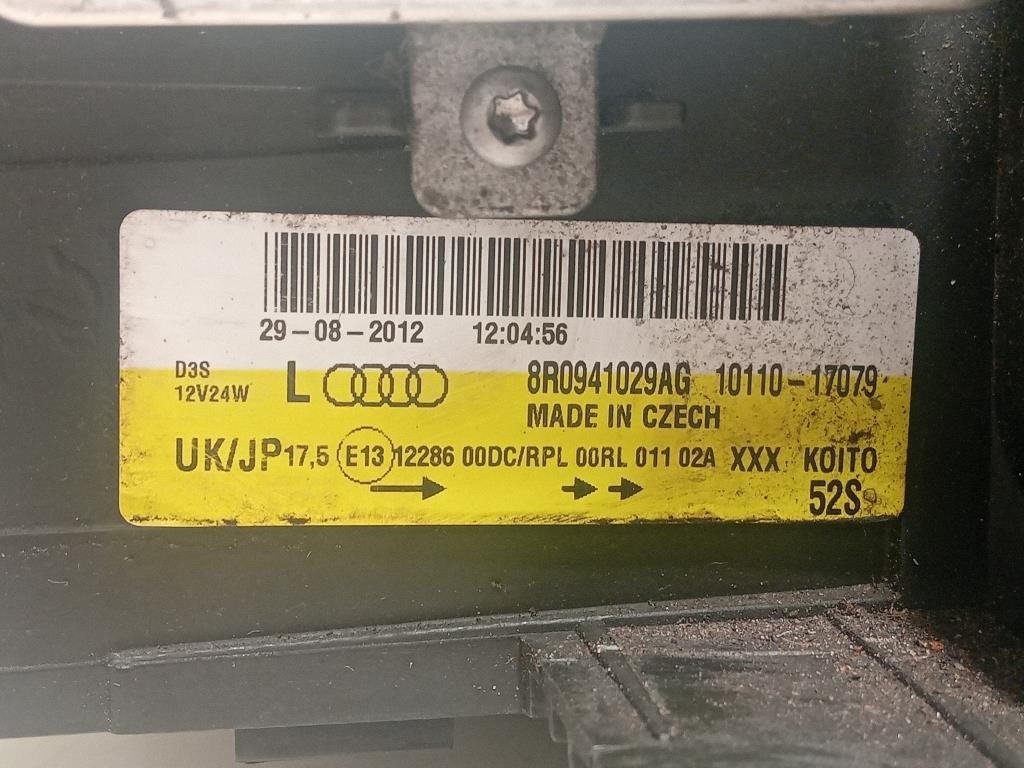 29-08-2012 12:04:56
D3S
12V24W
L 8R0941029AG 10110-17079
MADE IN CZECH
UK/JP 17,5 E13 12286 00DC/RPL 00RL 011 02A XXX KOITO
52S